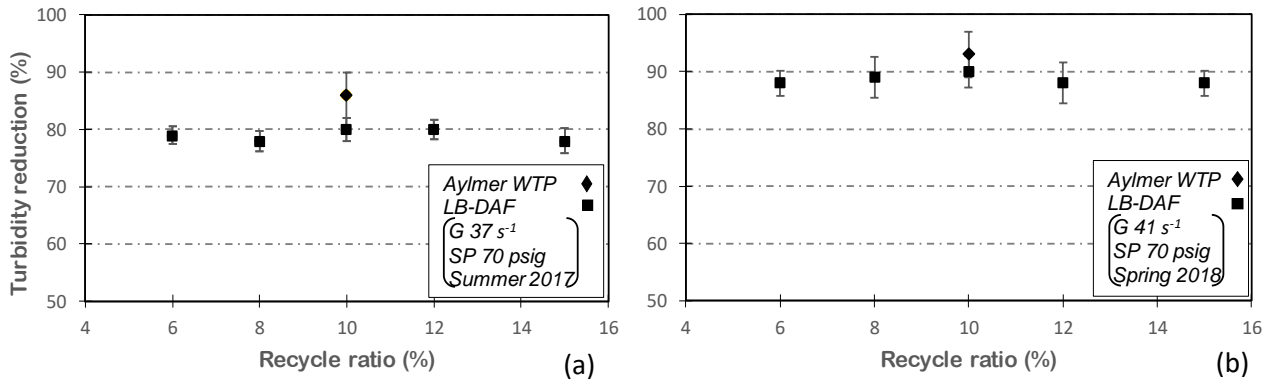 Turbidity reduction (%)
100
90
80
70
60
50
4 6 8 10 12 14 16
Recycle ratio (%)
(a)
Aylmer WTP
LB-DAF
G 37 s⁻¹
SP 70 psig
Summer 2017
100
90
80
70
60
50
4 6 8 10 12 14 16
Recycle ratio (%)
(b)
Aylmer WTP
LB-DAF
G 41 s⁻¹
SP 70 psig
Spring 2018